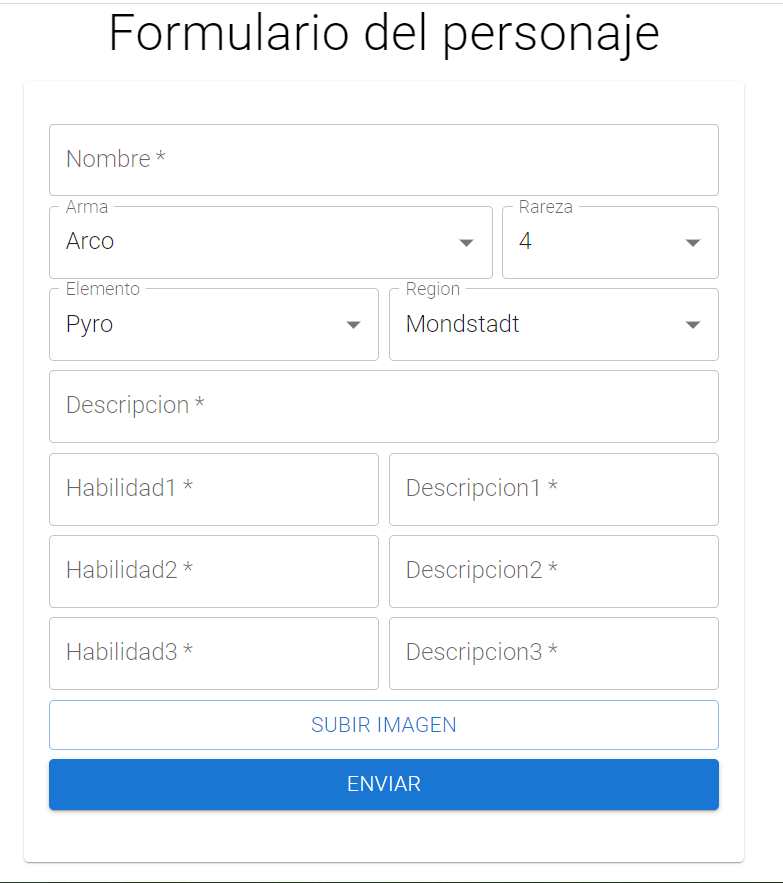 Formulario del personaje
Nombre *
Arma Rareza
Arco 4
Elemento Region
Pyro Mondstadt
Descripcion *
Habilidad1 * Descripcion1 *
Habilidad2 * Descripcion2 *
Habilidad3 * Descripcion3 *
SUBIR IMAGEN
ENVIAR